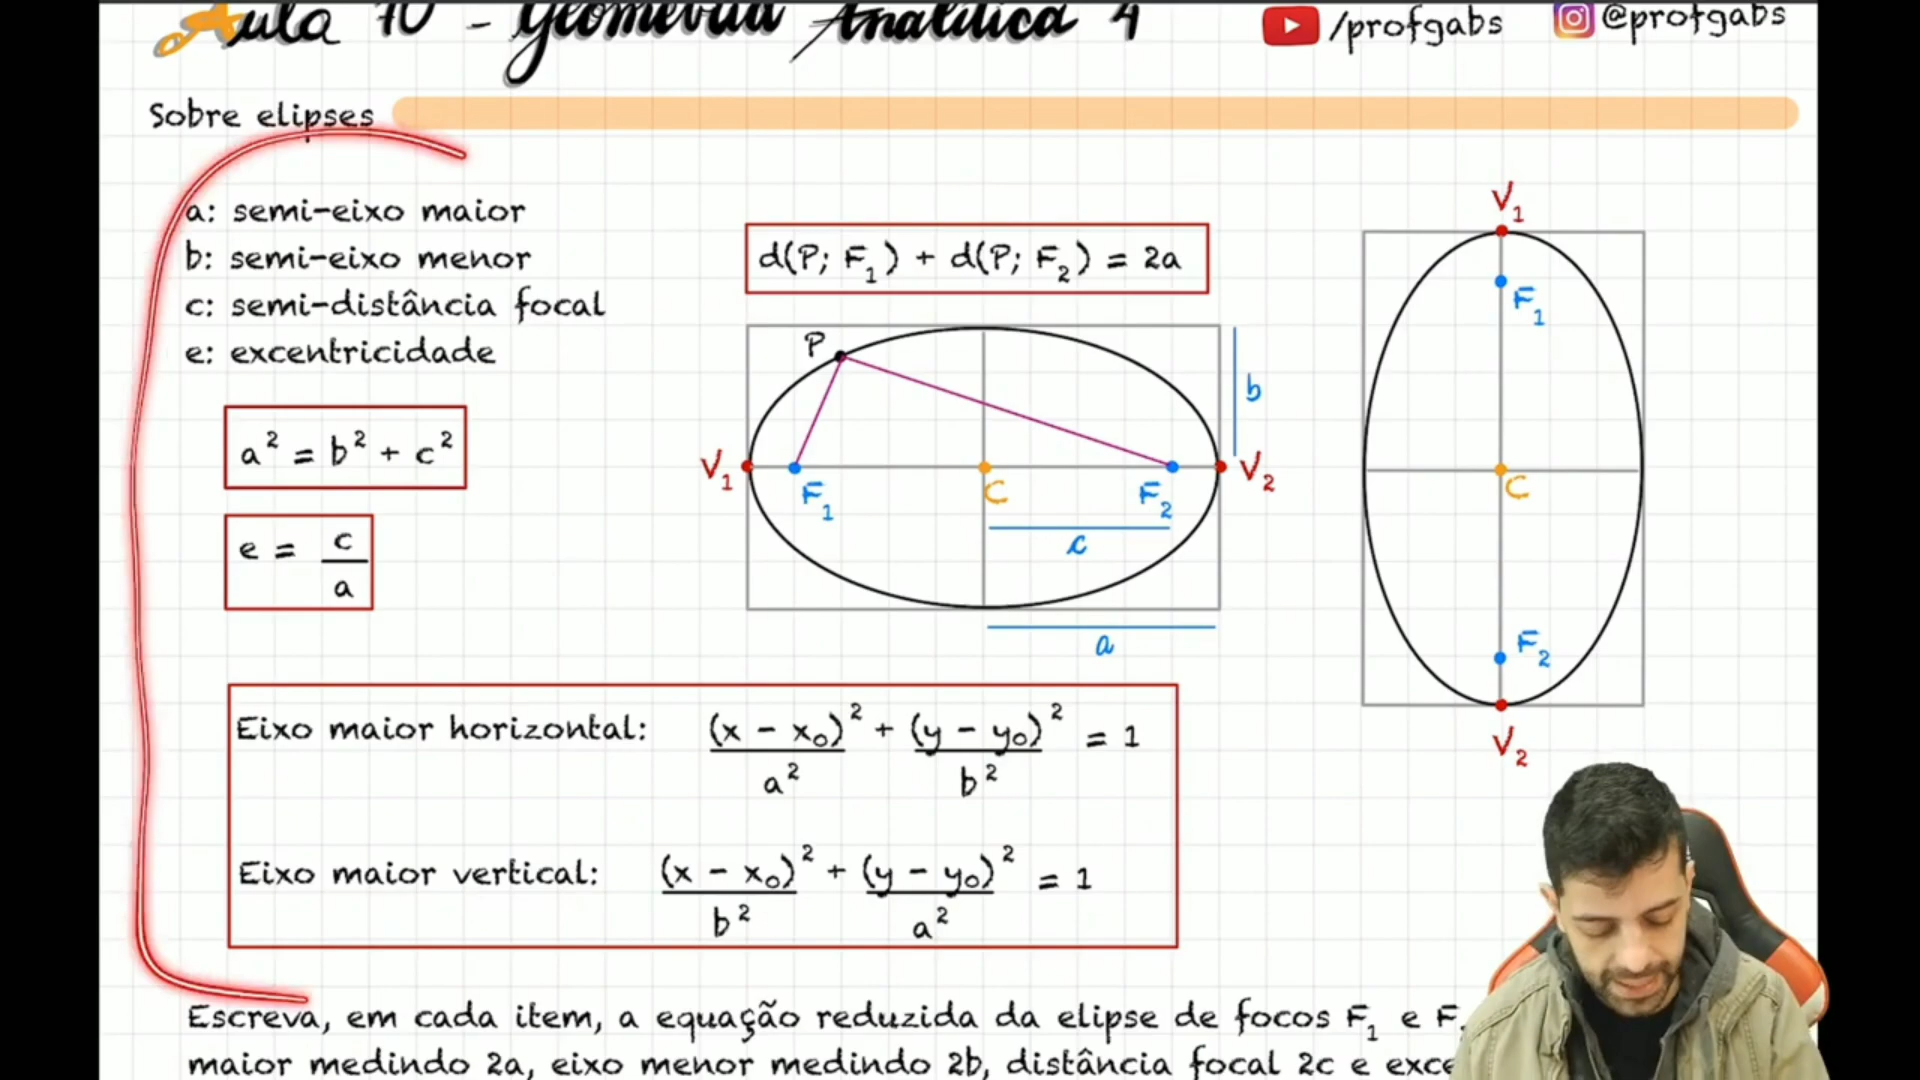 Aula 70 - Geometria Analítica 4
/profgabs
@profgabs
Sobre elipses
a: semi-eixo maior
b: semi-eixo menor
c: semi-distância focal
e: excentricidade
a² = b² + c²
e = c/a
d(P; F₁) + d(P; F₂) = 2a
P
b
V₁
F₁
C
F₂
V₂
c
a
V₁
F₁
C
F₂
V₂
Eixo maior horizontal: (x - x₀)²/a² + (y - y₀)²/b² = 1
Eixo maior vertical: (x - x₀)²/b² + (y - y₀)²/a² = 1
Escreva, em cada item, a equação reduzida da elipse de focos F₁ e F
maior medindo 2a, eixo menor medindo 2b, distância focal 2c e exce